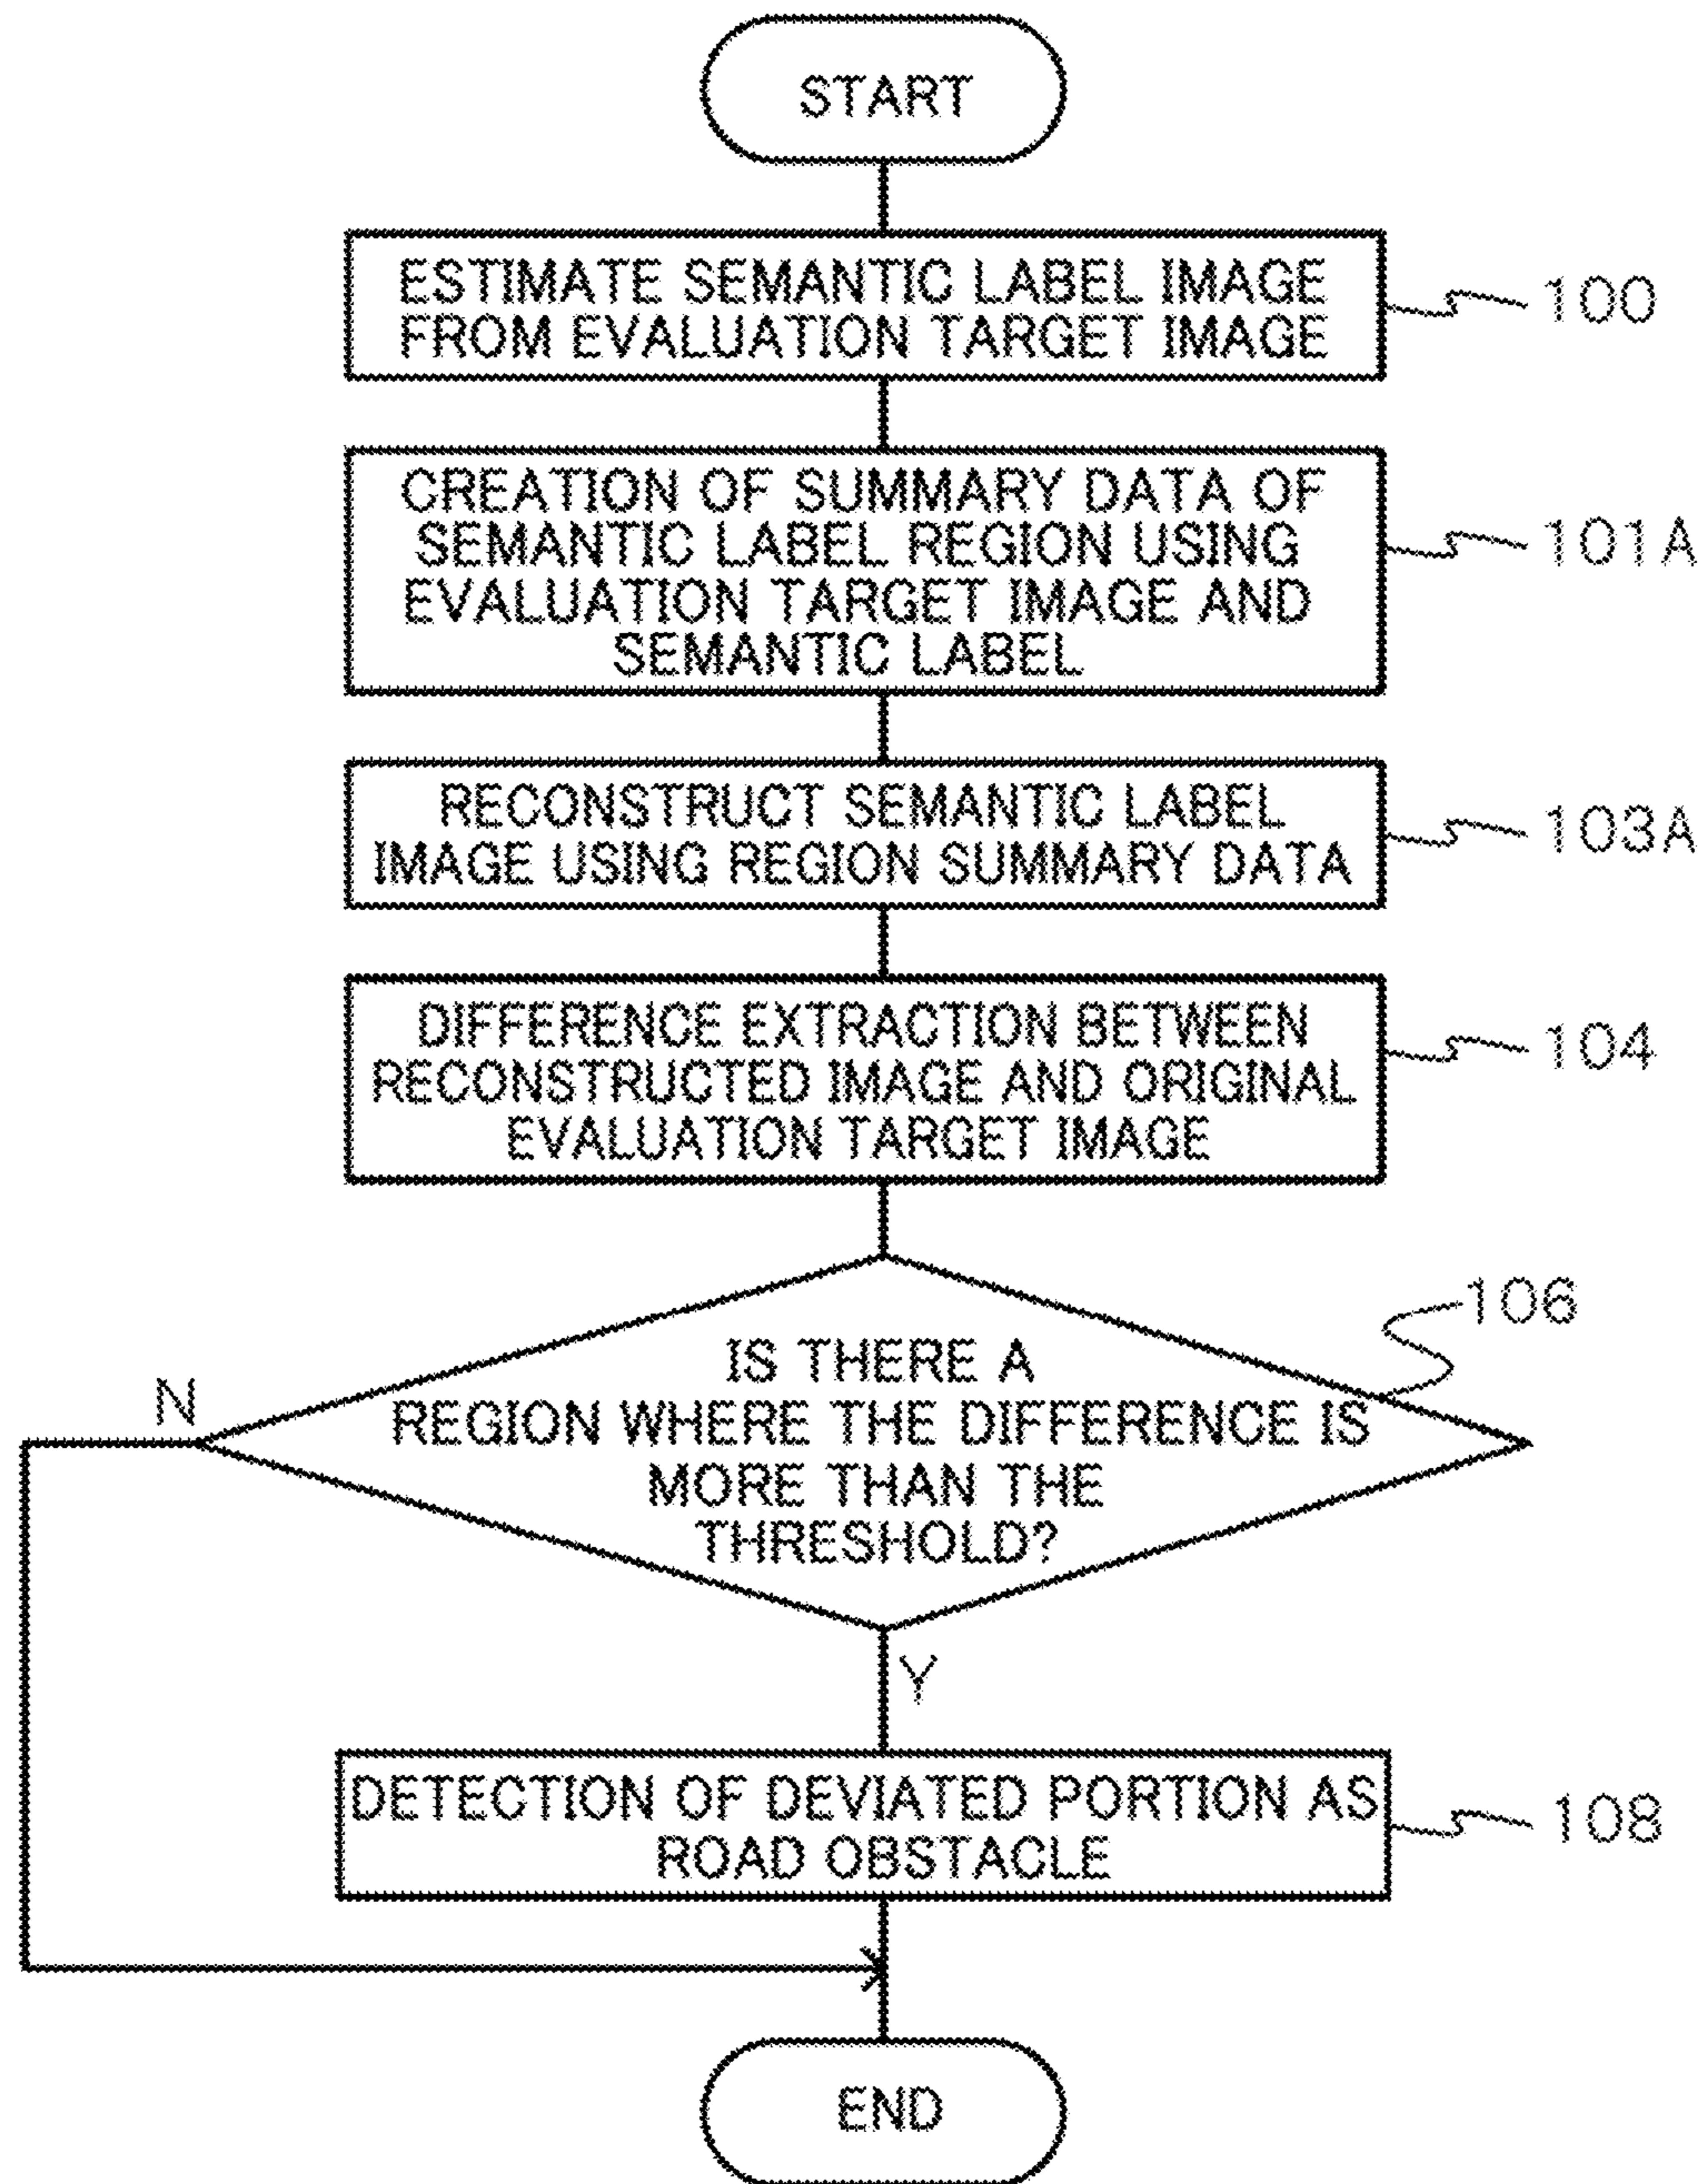 START
ESTIMATE SEMANTIC LABEL IMAGE
FROM EVALUATION TARGET IMAGE
100
CREATION OF SUMMARY DATA OF
SEMANTIC LABEL REGION USING
EVALUATION TARGET IMAGE AND
SEMANTIC LABEL
101A
RECONSTRUCT SEMANTIC LABEL
IMAGE USING REGION SUMMARY DATA
103A
DIFFERENCE EXTRACTION BETWEEN
RECONSTRUCTED IMAGE AND ORIGINAL
EVALUATION TARGET IMAGE
104
106
IS THERE A
REGION WHERE THE DIFFERENCE IS
MORE THAN THE
THRESHOLD?
N
Y
DETECTION OF DEVIATED PORTION AS
ROAD OBSTACLE
108
END